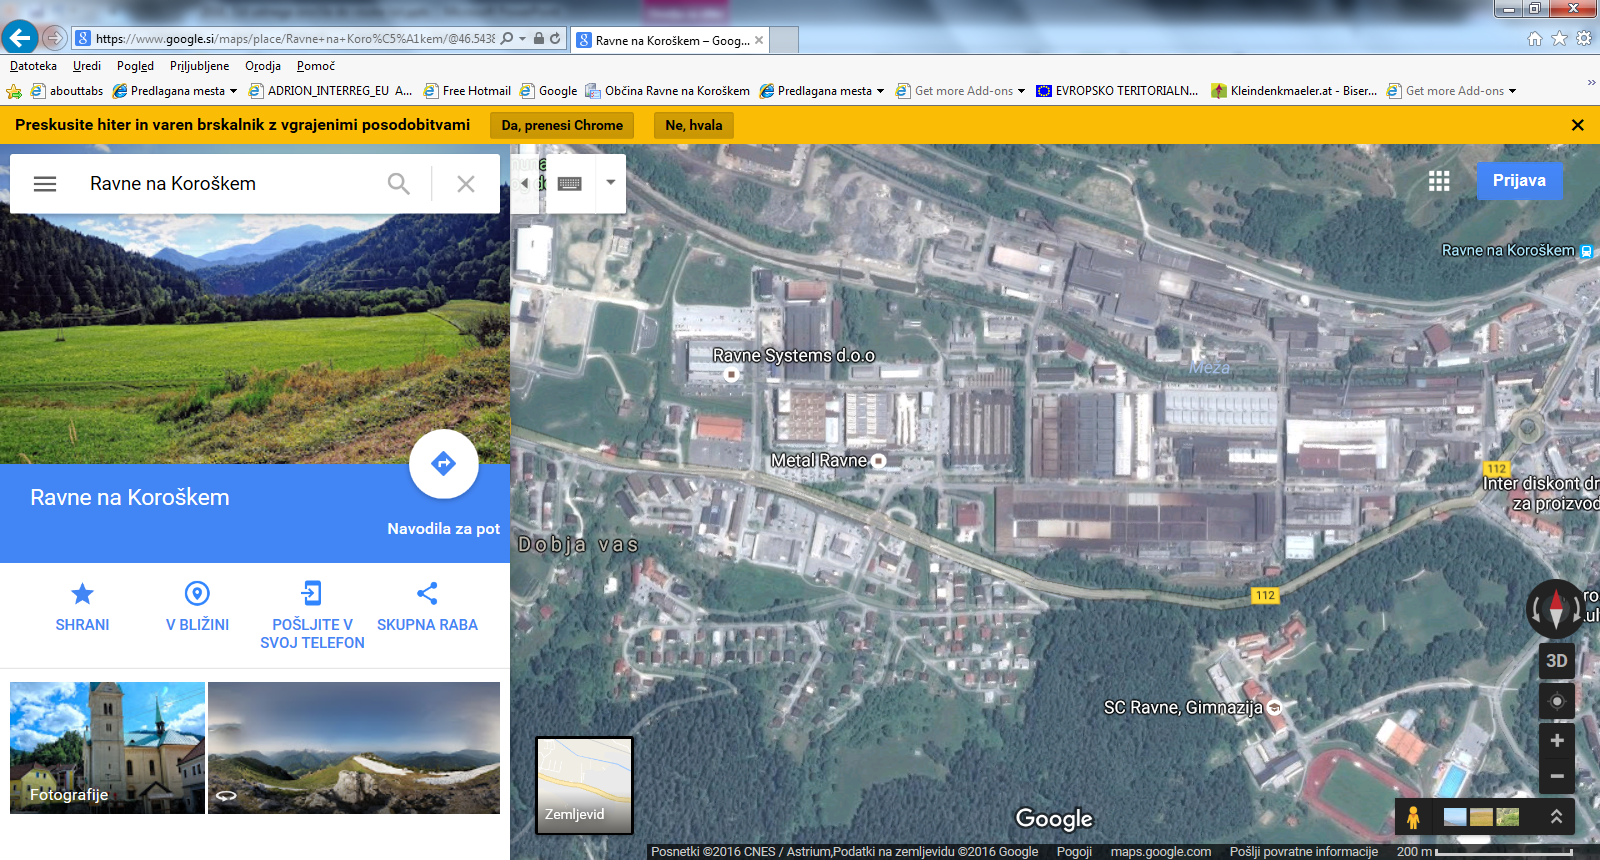 https://www.google.si/maps/place/Ravne+na+Koro%C5%A1kem/@46.5438
Ravne na Koroškem – Goog...
Datoteka Uredi Pogled Priljubljene Orodja Pomoč
abouttabs Predlagana mesta ADRION_INTERREG_EU A... Free Hotmail Google Občina Ravne na Koroškem Predlagana mesta Get more Add-ons EVROPSKO TERITORIALN... Kleindenkmaeler.at - Biser... Get more Add-ons
Preskusite hiter in varen brskalnik z vgrajenimi posodobitvami Da, prenesi Chrome Ne, hvala
Ravne na Koroškem
Prijava
Ravne na Koroškem
Ravne Systems d.o.o
Meža
Metal Ravne
112
Inter diskont
za proizvod
Ravne na Koroškem
Navodila za pot
Dobja vas
112
SHRANI
V BLIŽINI
POŠLJITE V
SVOJ TELEFON
SKUPNA RABA
3D
SC Ravne, Gimnazija
Fotografije
Zemljevid
Google
Posnetki ©2016 CNES / Astrium,Podatki na zemljevidu ©2016 Google Pogoji maps.google.com Pošlji povratne informacije 200 m